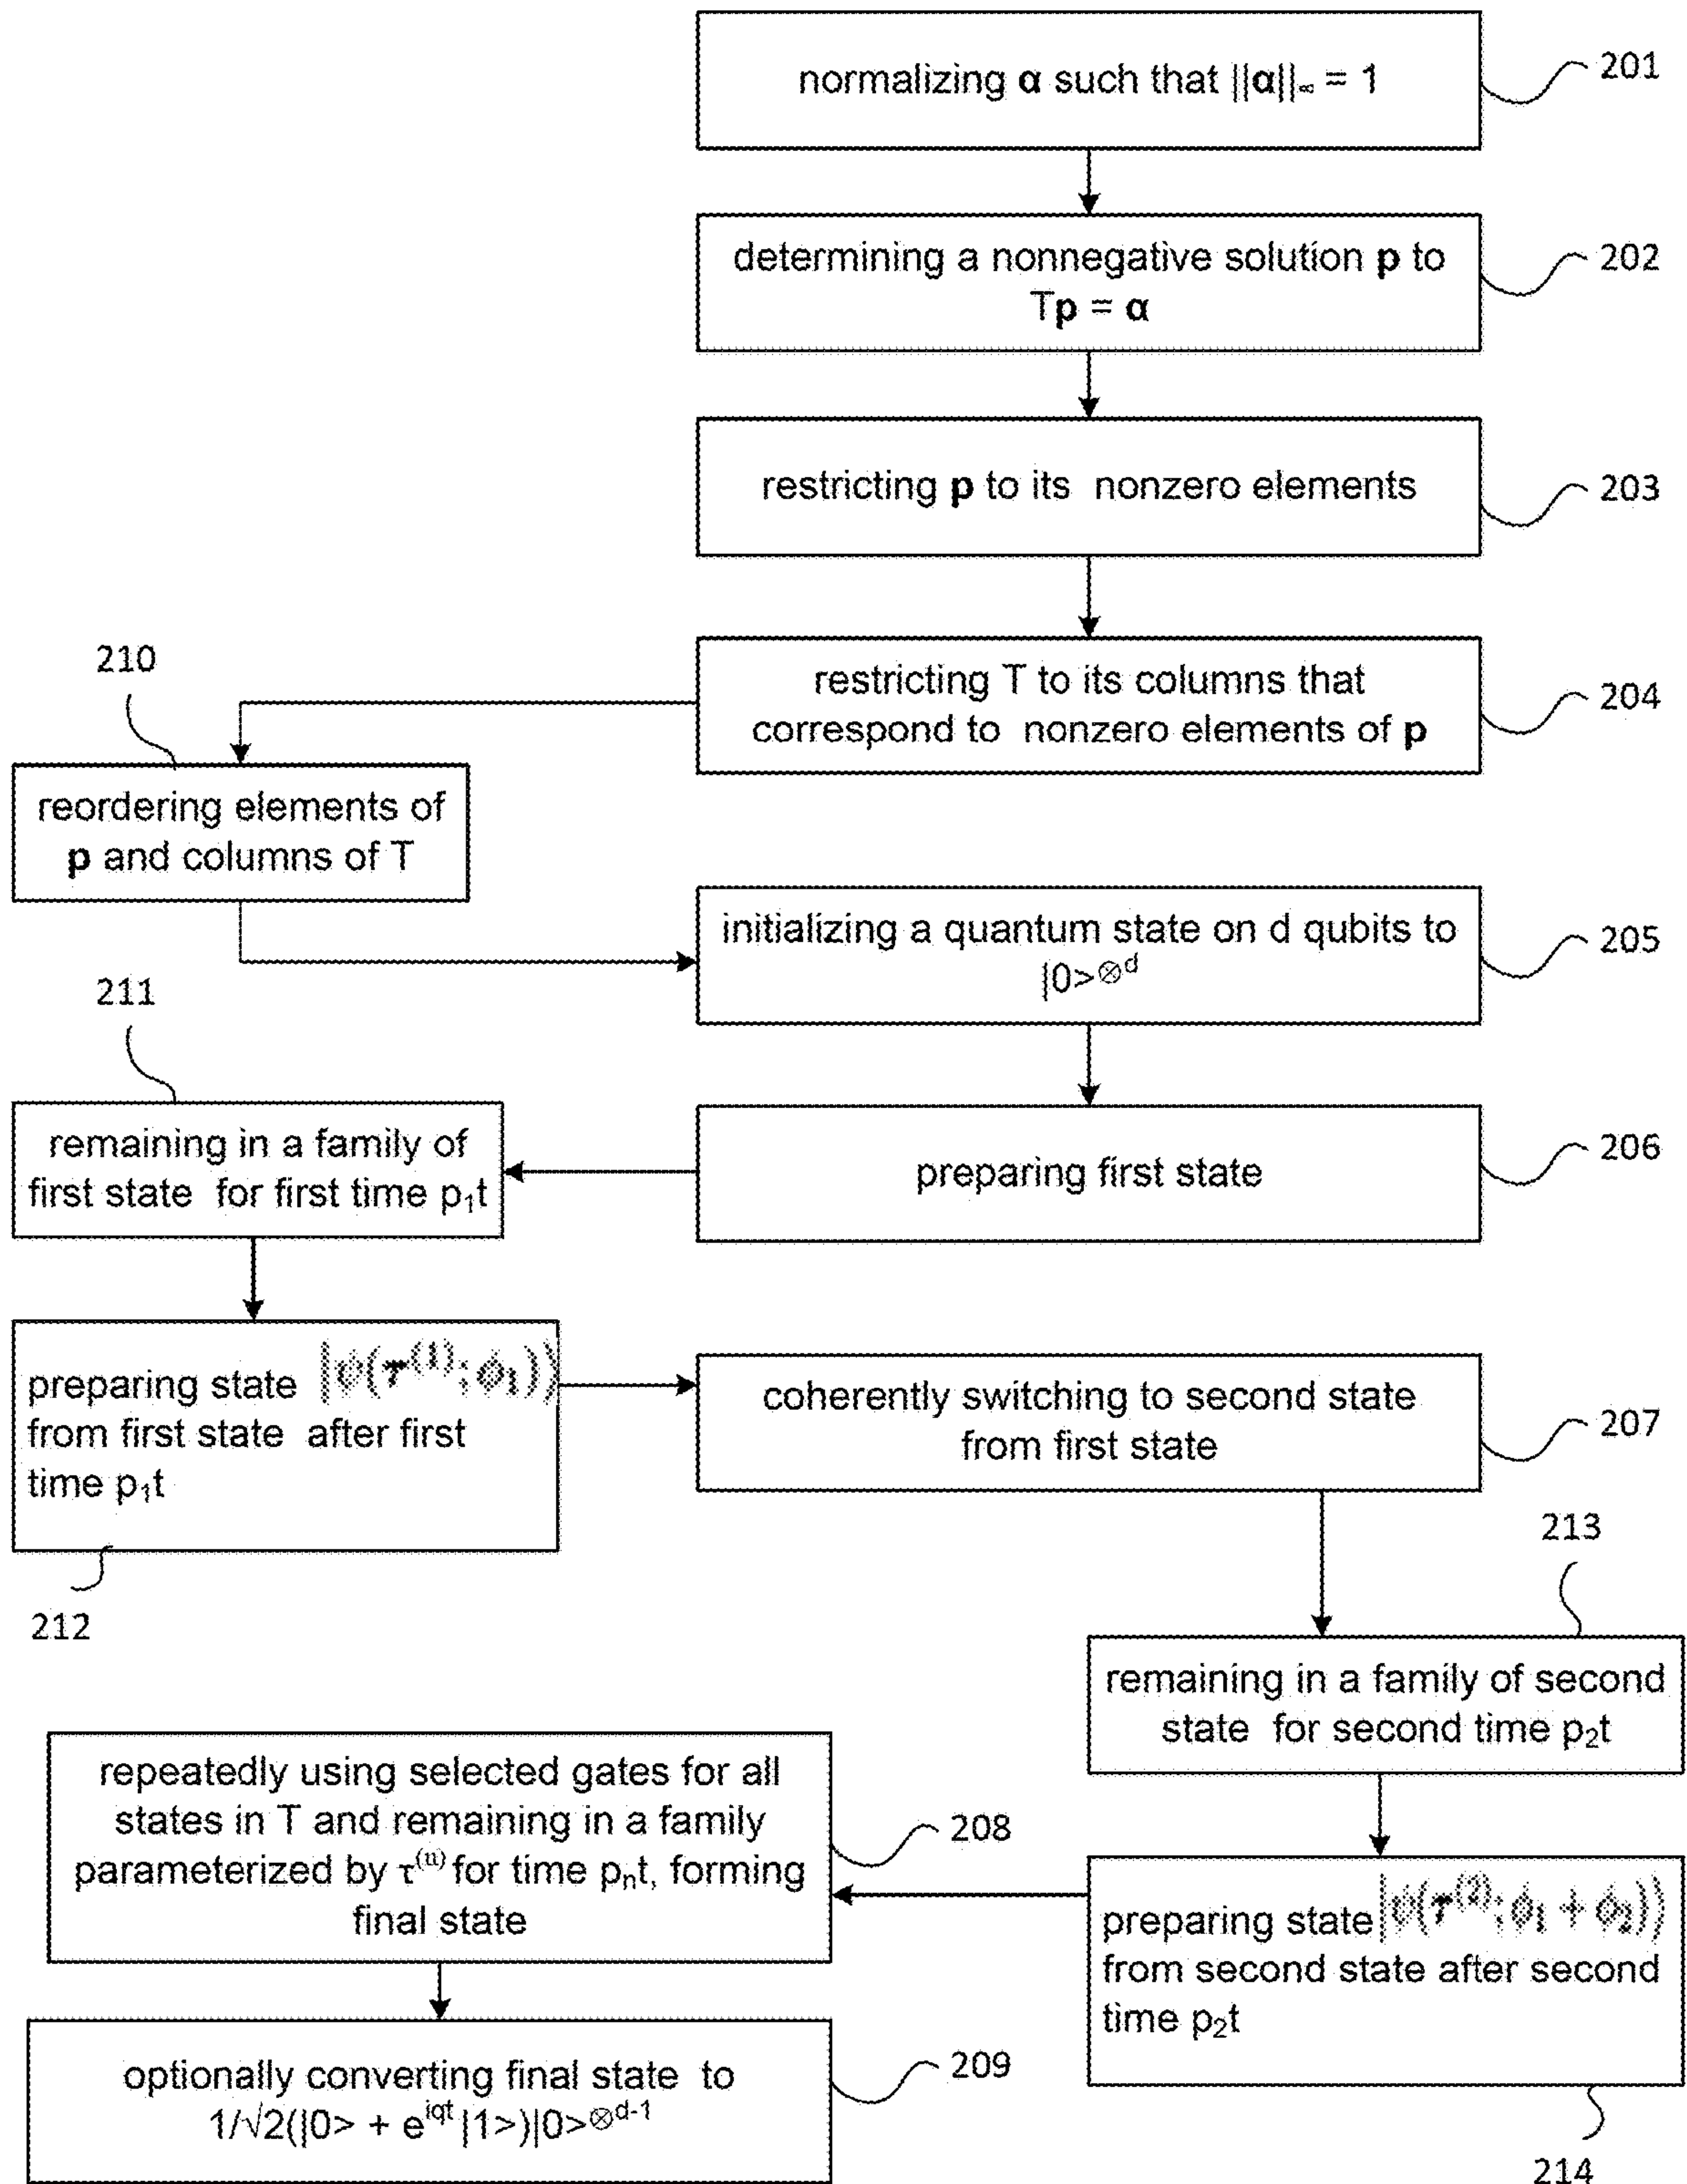 normalizing α such that ||α||∞ = 1
201
determining a nonnegative solution p to
Tp = α
202
restricting p to its nonzero elements
203
restricting T to its columns that
correspond to nonzero elements of p
204
210
reordering elements of
p and columns of T
initializing a quantum state on d qubits to
|0>⊗ᵈ
205
211
remaining in a family of
first state for first time p₁t
preparing first state
206
preparing state |ψ(τ⁽¹⁾;ϕ₁)⟩
from first state after first
time p₁t
212
coherently switching to second state
from first state
207
213
remaining in a family of second
state for second time p₂t
repeatedly using selected gates for all
states in T and remaining in a family
parameterized by τ⁽ⁿ⁾ for time pₙt, forming
final state
208
preparing state |ψ(τ⁽²⁾;ϕ₁ + ϕ₂)⟩
from second state after second
time p₂t
214
optionally converting final state to
1/√2(|0> + e^iqt |1>)|0>⊗ᵈ⁻¹
209